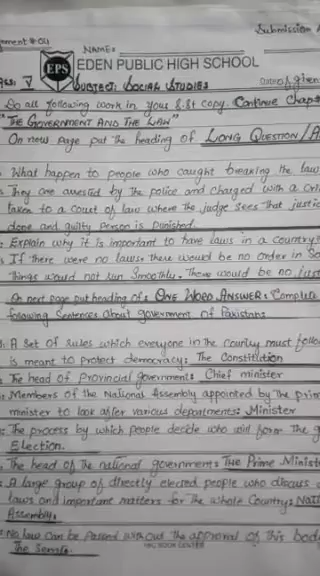 Submission
NAME:
EPS
EDEN PUBLIC HIGH SCHOOL
V SUBJECT: SOCIAL STUDIES
Do all following work in your S.St copy. Continue
"THE GOVERNMENT AND THE LAW"
On new page put the heading of LONG QUESTION/
What happen to people who caught breaking the law
They are arrested by the police and charged with a
taken to a court of law where the judge sees that
done and guilty person is punished.
Explain why it is important to have laws in a country?
If there were no laws there would be no order in
Things would not run smoothly. There would be no
On next page put heading of: ONE WORD ANSWER: Complete
following sentences about government of Pakistan:
A set of rules which everyone in the country must
is meant to protect democracy: The Constitution
The head of Provincial government: Chief minister
Members of the National Assembly appointed by the
minister to look after various departments: Minister
The process by which people decide who will form the
Election.
The head of the national government: The Prime
A large group of directly elected people who discuss
laws and important matters for the whole Country:
Assembly.
No law can be passed without the approval of this
The Senate.
BOOK CENTER